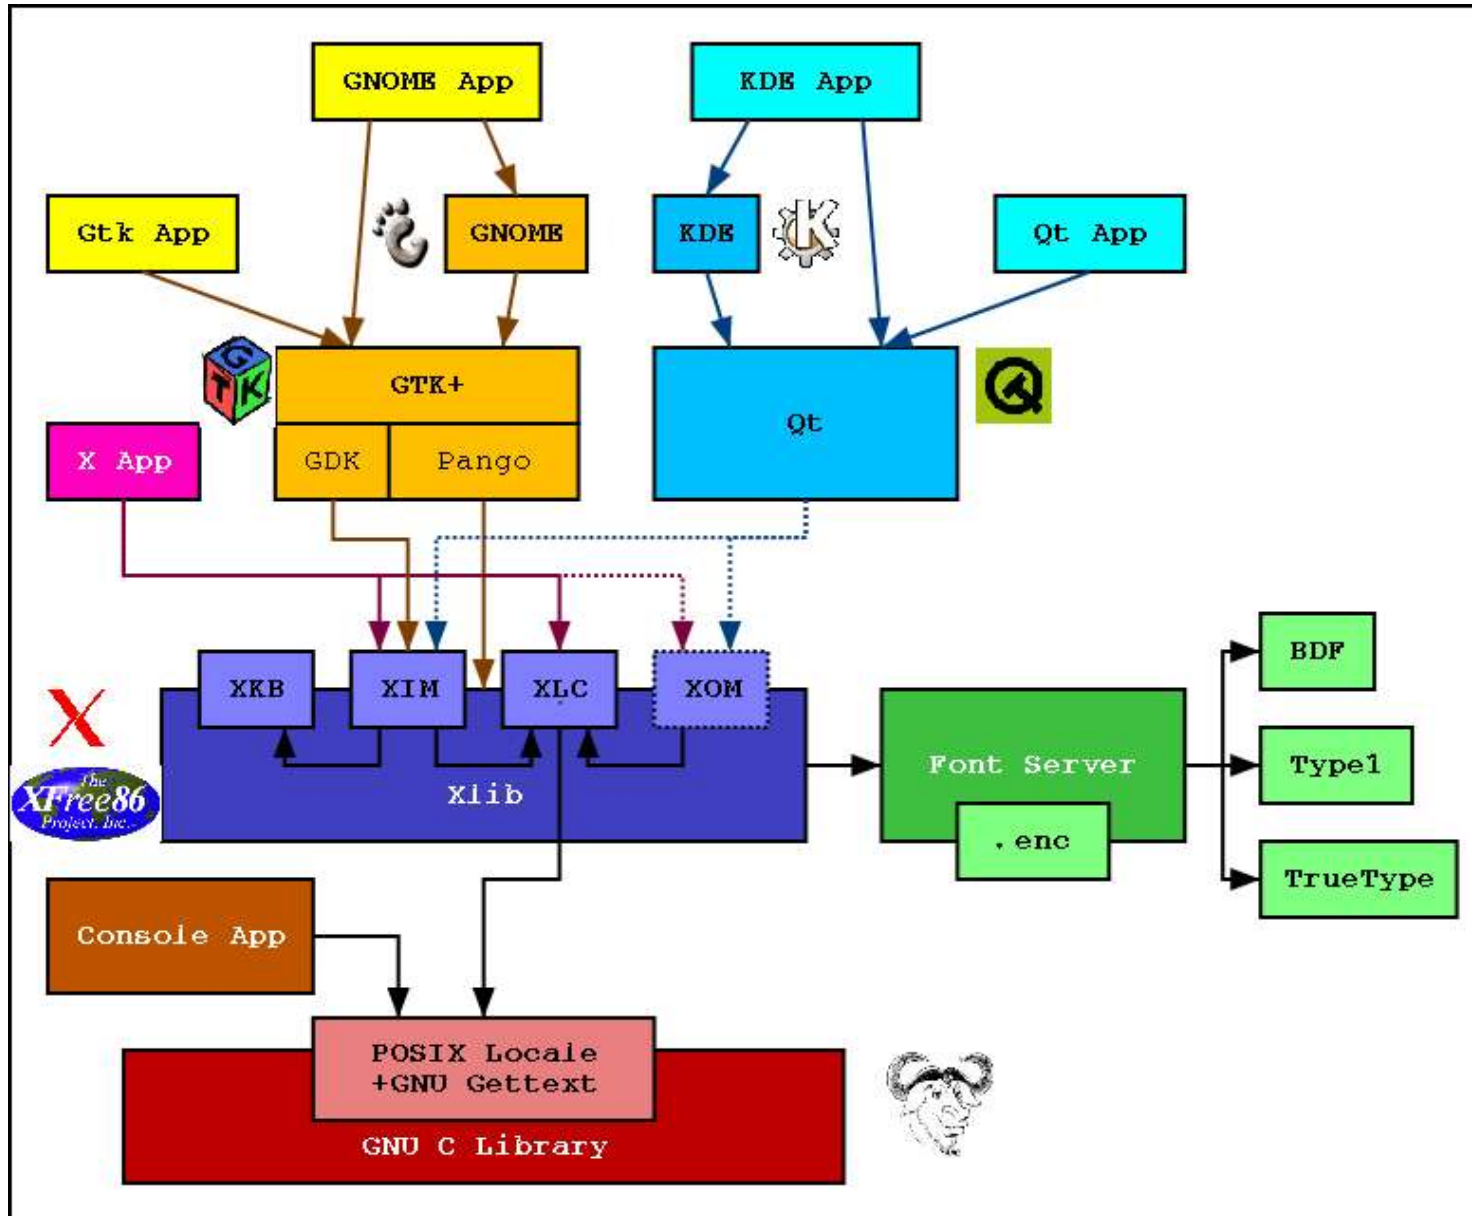 GNOME App
KDE App
Gtk App
GNOME
KDE
Qt App
G
T K
GTK+
Qt
X App
GDK
Pango
XKB
XIM
XLC
XOM
BDF
X
Font Server
Type1
The
XFree86
Project, Inc.
Xlib
.enc
TrueType
Console App
POSIX Locale
+GNU Gettext
GNU C Library